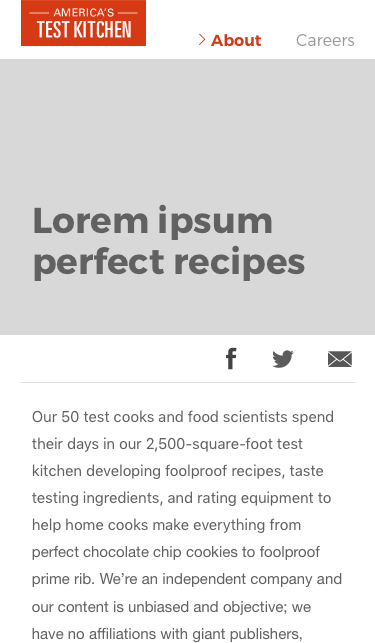 AMERICA'S
TEST KITCHEN
About
Careers
Lorem ipsum
perfect recipes
Our 50 test cooks and food scientists spend
their days in our 2,500-square-foot test
kitchen developing foolproof recipes, taste
testing ingredients, and rating equipment to
help home cooks make everything from
perfect chocolate chip cookies to foolproof
prime rib. We’re an independent company and
our content is unbiased and objective; we
have no affiliations with giant publishers,